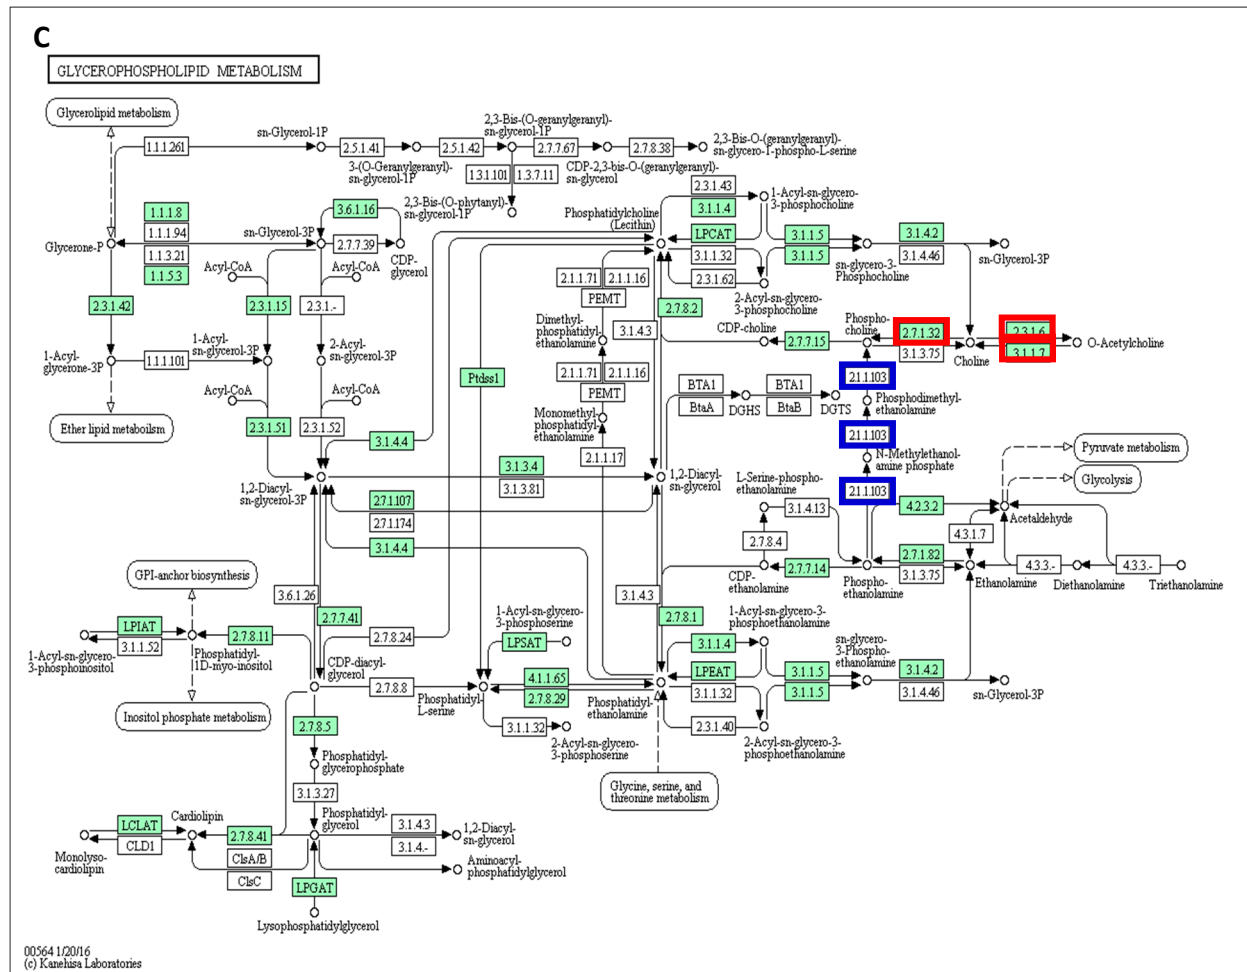 C
GLYCEROPHOSPHOLIPID METABOLISM
Glycerolipid metabolism
1.1.1.261
sn-Glycerol-1P
2.5.1.41
3-(O-Geranylgeranyl)-
sn-glycerol-1P
2.5.1.42
2,3-Bis-(O-geranylgeranyl)-
sn-glycerol-1P
2.7.7.67
CDP-2,3-bis-O-(geranylgeranyl)-
sn-glycerol
2.7.8.38
2,3-Bis-O-(geranylgeranyl)-
sn-glycero-1-phospho-L-serine
1.3.1.101
1.3.7.11
2,3-Bis-(O-phytanyl)-
sn-glycerol-1P
1.1.1.8
1.1.1.94
1.1.3.21
1.1.5.3
Glycerone-P
sn-Glycerol-3P
3.6.1.16
2.7.7.39
CDP-
glycerol
Acyl-CoA
Acyl-CoA
2.3.1.42
2.3.1.15
2.3.1.-
1-Acyl-
glycerone-3P
1.1.1.101
1-Acyl-
sn-glycerol-3P
2-Acyl-
sn-glycerol-3P
Acyl-CoA
Acyl-CoA
Ether lipid metaboilsm
2.3.1.51
2.3.1.52
1,2-Diacyl-
sn-glycerol-3P
Phosphatidylcholine
(Lecithin)
2.3.1.43
3.1.1.4
1-Acyl-sn-glycero-
3-phosphocholine
LPCAT
3.1.1.32
2.3.1.62
2-Acyl-sn-glycero-
3-phosphocholine
3.1.1.5
3.1.1.5
sn-glycero-3-
Phosphocholine
3.1.4.2
3.1.4.46
sn-Glycerol-3P
2.1.1.71
2.1.1.16
PEMT
Dimethyl-
phosphatidyl-
ethanolamine
2.1.1.71
2.1.1.16
PEMT
Monomethyl-
phosphatidyl-
ethanolamine
2.1.1.17
2.7.8.2
3.1.4.3
CDP-choline
2.7.7.15
Phospho-
choline
2.7.1.32
3.1.3.75
Choline
2.3.1.6
3.1.1.7
O-Acetylcholine
Ptdss1
BTA1
BtaA
DGHS
BTA1
BtaB
DGTS
2.1.1.103
Phosphodimethyl-
ethanolamine
2.1.1.103
N-Methylethanol-
amine phosphate
2.1.1.103
Pyruvate metabolism
Glycolysis
3.1.4.4
3.1.3.4
3.1.3.81
1,2-Diacyl-
sn-glycerol
2.7.1.107
2.7.1.174
3.1.4.4
L-Serine-phospho-
ethanolamine
3.1.4.13
2.7.8.4
4.2.3.2
Acetaldehyde
4.3.1.7
CDP-
ethanolamine
2.7.7.14
Phospho-
ethanolamine
2.7.1.82
3.1.3.75
Ethanolamine
4.3.3.-
Diethanolamine
4.3.3.-
Triethanolamine
GPI-anchor biosynthesis
3.6.1.26
2.7.7.41
3.1.4.3
2.7.8.1
LPIAT
3.1.1.52
1-Acyl-sn-glycero-
3-phosphoinositol
2.7.8.11
Phosphatidyl-
1D-myo-inositol
2.7.8.24
Inositol phosphate metabolism
CDP-diacyl-
glycerol
2.7.8.8
1-Acyl-sn-glycero-
3-phosphoserine
LPSAT
Phosphatidyl-
L-serine
4.1.1.65
2.7.8.29
Phosphatidyl-
ethanolamine
3.1.1.32
2-Acyl-sn-glycero-
3-phosphoserine
1-Acyl-sn-glycero-3-
phosphoethanolamine
3.1.1.4
LPEAT
3.1.1.32
2.3.1.40
2-Acyl-sn-glycero-3-
phosphoethanolamine
3.1.1.5
3.1.1.5
sn-glycero-
3-Phospho-
ethanolamine
3.1.4.2
3.1.4.46
sn-Glycerol-3P
Glycine, serine, and
threonine metabolism
2.7.8.5
Phosphatidyl-
glycerophosphate
3.1.3.27
Phosphatidyl-
glycerol
LCLAT
CLD1
Monolyso-
cardiolipin
Cardiolipin
2.7.8.41
ClsA/B
ClsC
3.1.4.3
3.1.4.-
1,2-Diacyl-
sn-glycerol
Aminoacyl-
phosphatidylglycerol
LPGAT
Lysophosphatidylglycerol
00564 1/20/16
(c) Kanehisa Laboratories